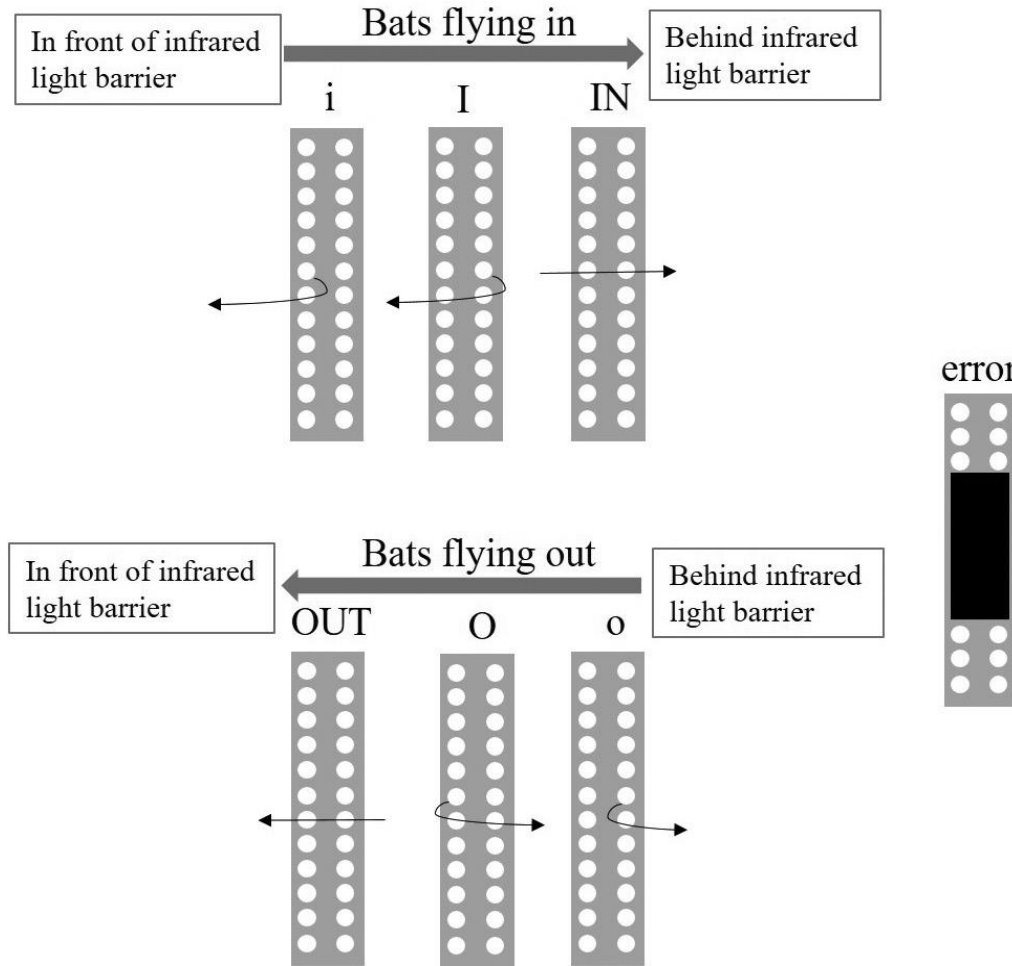 Bats flying in
In front of infrared
light barrier
Behind infrared
light barrier
i
I
IN
error
Bats flying out
In front of infrared
light barrier
Behind infrared
light barrier
OUT
O
o